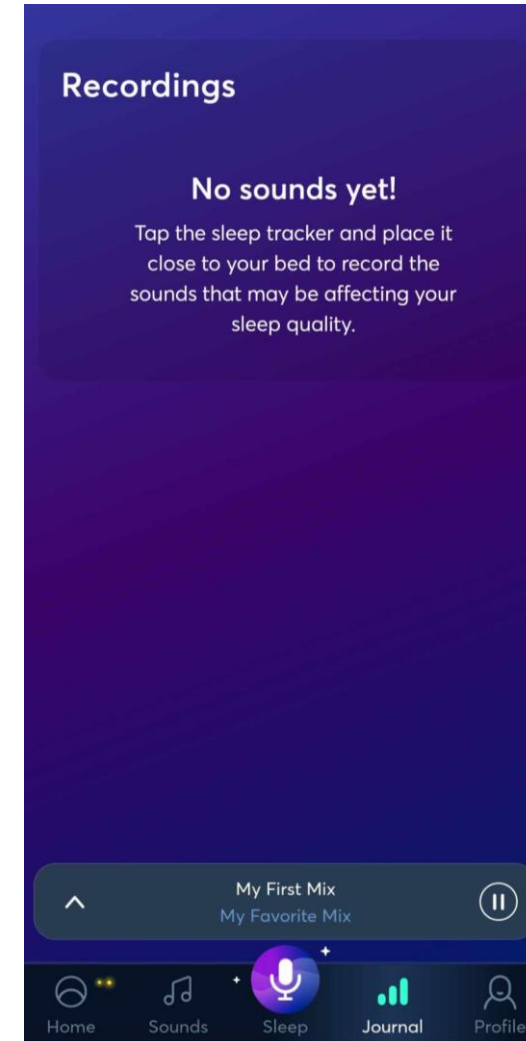 Recordings
No sounds yet!
Tap the sleep tracker and place it
close to your bed to record the
sounds that may be affecting your
sleep quality.
My First Mix
My Favorite Mix
Home
Sounds
Sleep
Journal
Profile